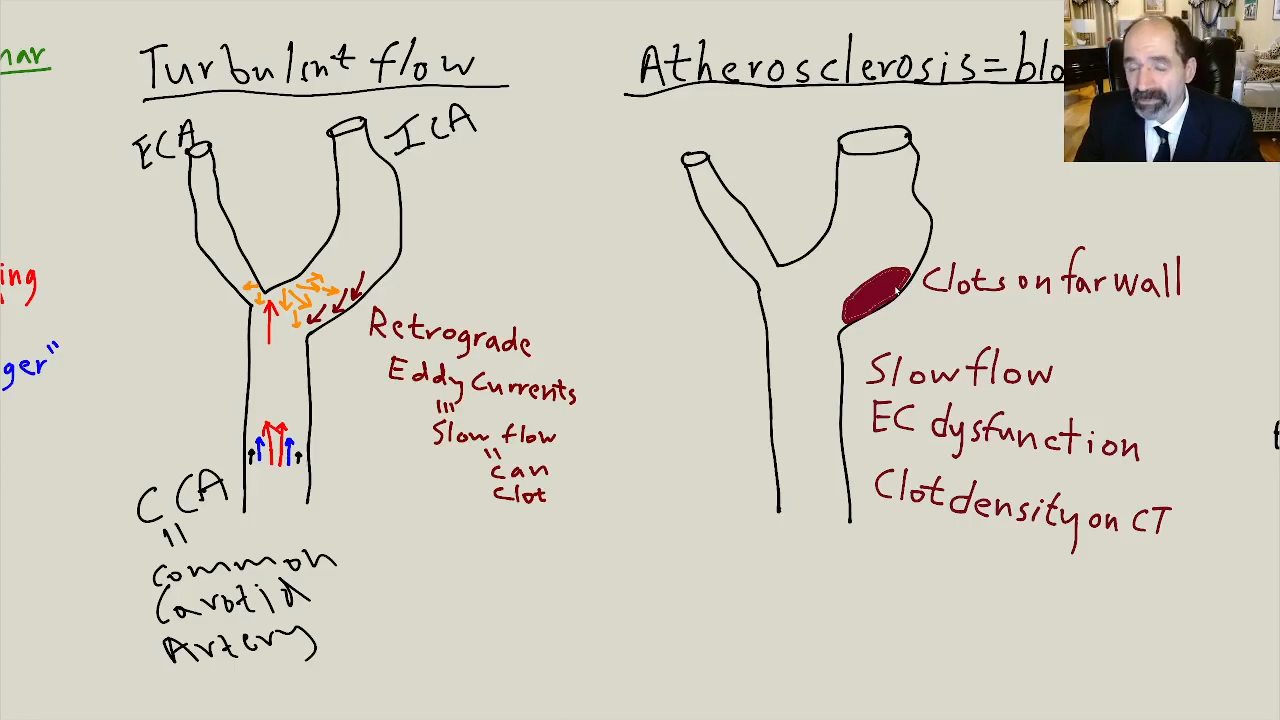 nar
ing
ger"
Turbulent flow
ECA
ICA
Retrograde
Eddy Currents
"'
Slow flow
"
can
clot
CCA
"
common
Carotid
Artery
Atherosclerosis=blo
Clots on far wall
Slow flow
EC dysfunction
Clot density on CT